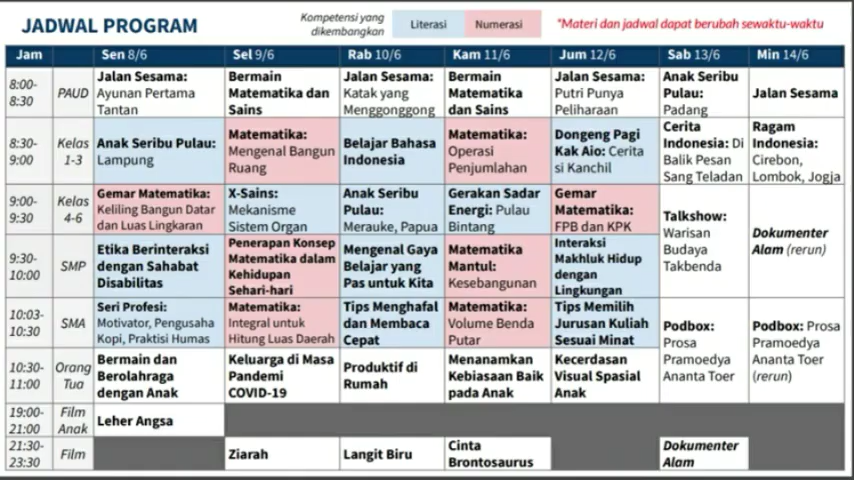 JADWAL PROGRAM
Kompetensi yang
dikembangkan
Literasi
Numerasi
*Materi dan jadwal dapat berubah sewaktu-waktu
Jam
Sen 8/6
Sel 9/6
Rab 10/6
Kam 11/6
Jum 12/6
Sab 13/6
Min 14/6
8:00-
8:30
PAUD
Jalan Sesama:
Ayunan Pertama
Tantan
Bermain
Matematika dan
Sains
Jalan Sesama:
Katak yang
Menggonggong
Bermain
Matematika
dan Sains
Jalan Sesama:
Putri Punya
Peliharaan
Anak Seribu
Pulau:
Padang
Jalan Sesama
8:30-
9:00
Kelas
1-3
Anak Seribu Pulau:
Lampung
Matematika:
Mengenal Bangun
Ruang
Belajar Bahasa
Indonesia
Matematika:
Operasi
Penjumlahan
Dongeng Pagi
Kak Aio: Cerita
si Kanchil
Cerita
Indonesia: Di
Balik Pesan
Sang Teladan
Ragam
Indonesia:
Cirebon,
Lombok, Jogja
9:00-
9:30
Kelas
4-6
Gemar Matematika:
Keliling Bangun Datar
dan Luas Lingkaran
X-Sains:
Mekanisme
Sistem Organ
Anak Seribu
Pulau:
Merauke, Papua
Gerakan Sadar
Energi: Pulau
Bintang
Gemar
Matematika:
FPB dan KPK
Talkshow:
Warisan
Budaya
Takbenda
Dokumenter
Alam (rerun)
9:30-
10:00
SMP
Etika Berinteraksi
dengan Sahabat
Disabilitas
Penerapan Konsep
Matematika dalam
Kehidupan
Sehari-hari
Mengenal Gaya
Belajar yang
Pas untuk Kita
Matematika
Mantul:
Kesebangunan
Interaksi
Makhluk Hidup
dengan
Lingkungan
10:03-
10:30
SMA
Seri Profesi:
Motivator, Pengusaha
Kopi, Praktisi Humas
Matematika:
Integral untuk
Hitung Luas Daerah
Tips Menghafal
dan Membaca
Cepat
Matematika:
Volume Benda
Putar
Tips Memilih
Jurusan Kuliah
Sesuai Minat
Podbox:
Prosa
Pramoedya
Ananta Toer
Podbox: Prosa
Pramoedya
Ananta Toer
(rerun)
10:30-
11:00
Orang
Tua
Bermain dan
Berolahraga
dengan Anak
Keluarga di Masa
Pandemi
COVID-19
Produktif di
Rumah
Menanamkan
Kebiasaan Baik
pada Anak
Kecerdasan
Visual Spasial
Anak
19:00-
21:00
Film
Anak
Leher Angsa
21:30-
23:30
Film
Ziarah
Langit Biru
Cinta
Brontosaurus
Dokumenter
Alam